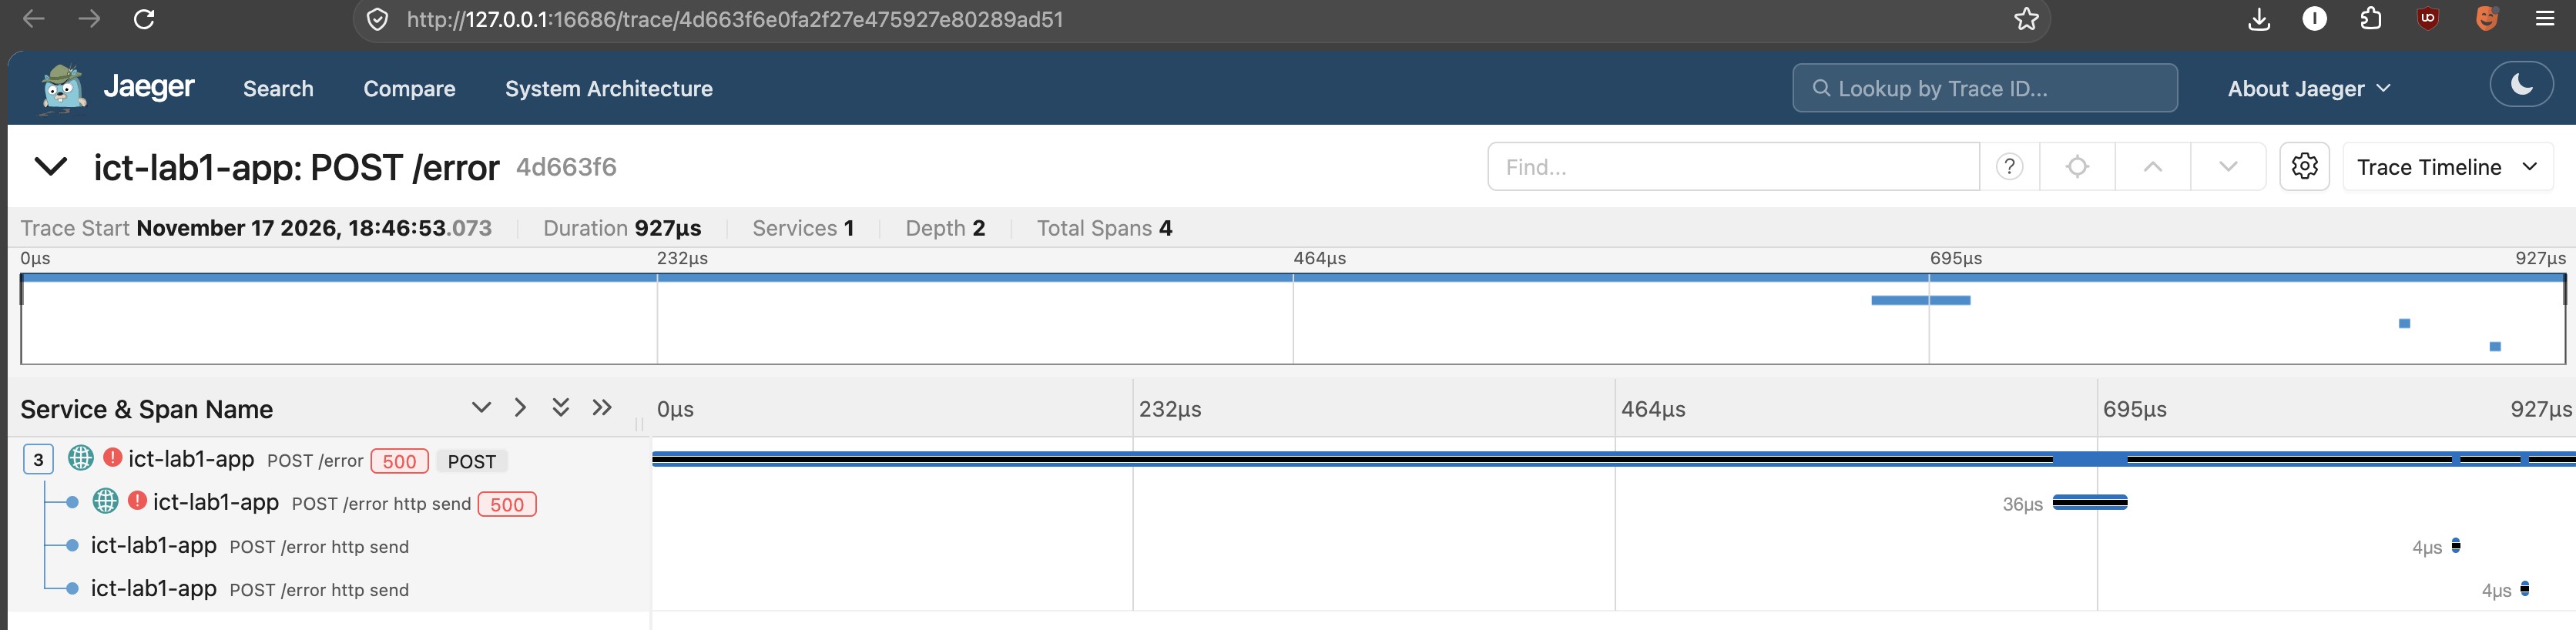 http://127.0.0.1:16686/trace/4d663f6e0fa2f27e475927e80289ad51
Jaeger Search Compare System Architecture Lookup by Trace ID... About Jaeger
ict-lab1-app: POST /error 4d663f6 Find... ? Trace Timeline
Trace Start November 17 2026, 18:46:53.073 Duration 927μs Services 1 Depth 2 Total Spans 4
0μs 232μs 464μs 695μs 927μs
Service & Span Name 0μs 232μs 464μs 695μs 927μs
3 ict-lab1-app POST /error 500 POST
ict-lab1-app POST /error http send 500 36μs
ict-lab1-app POST /error http send 4μs
ict-lab1-app POST /error http send 4μs